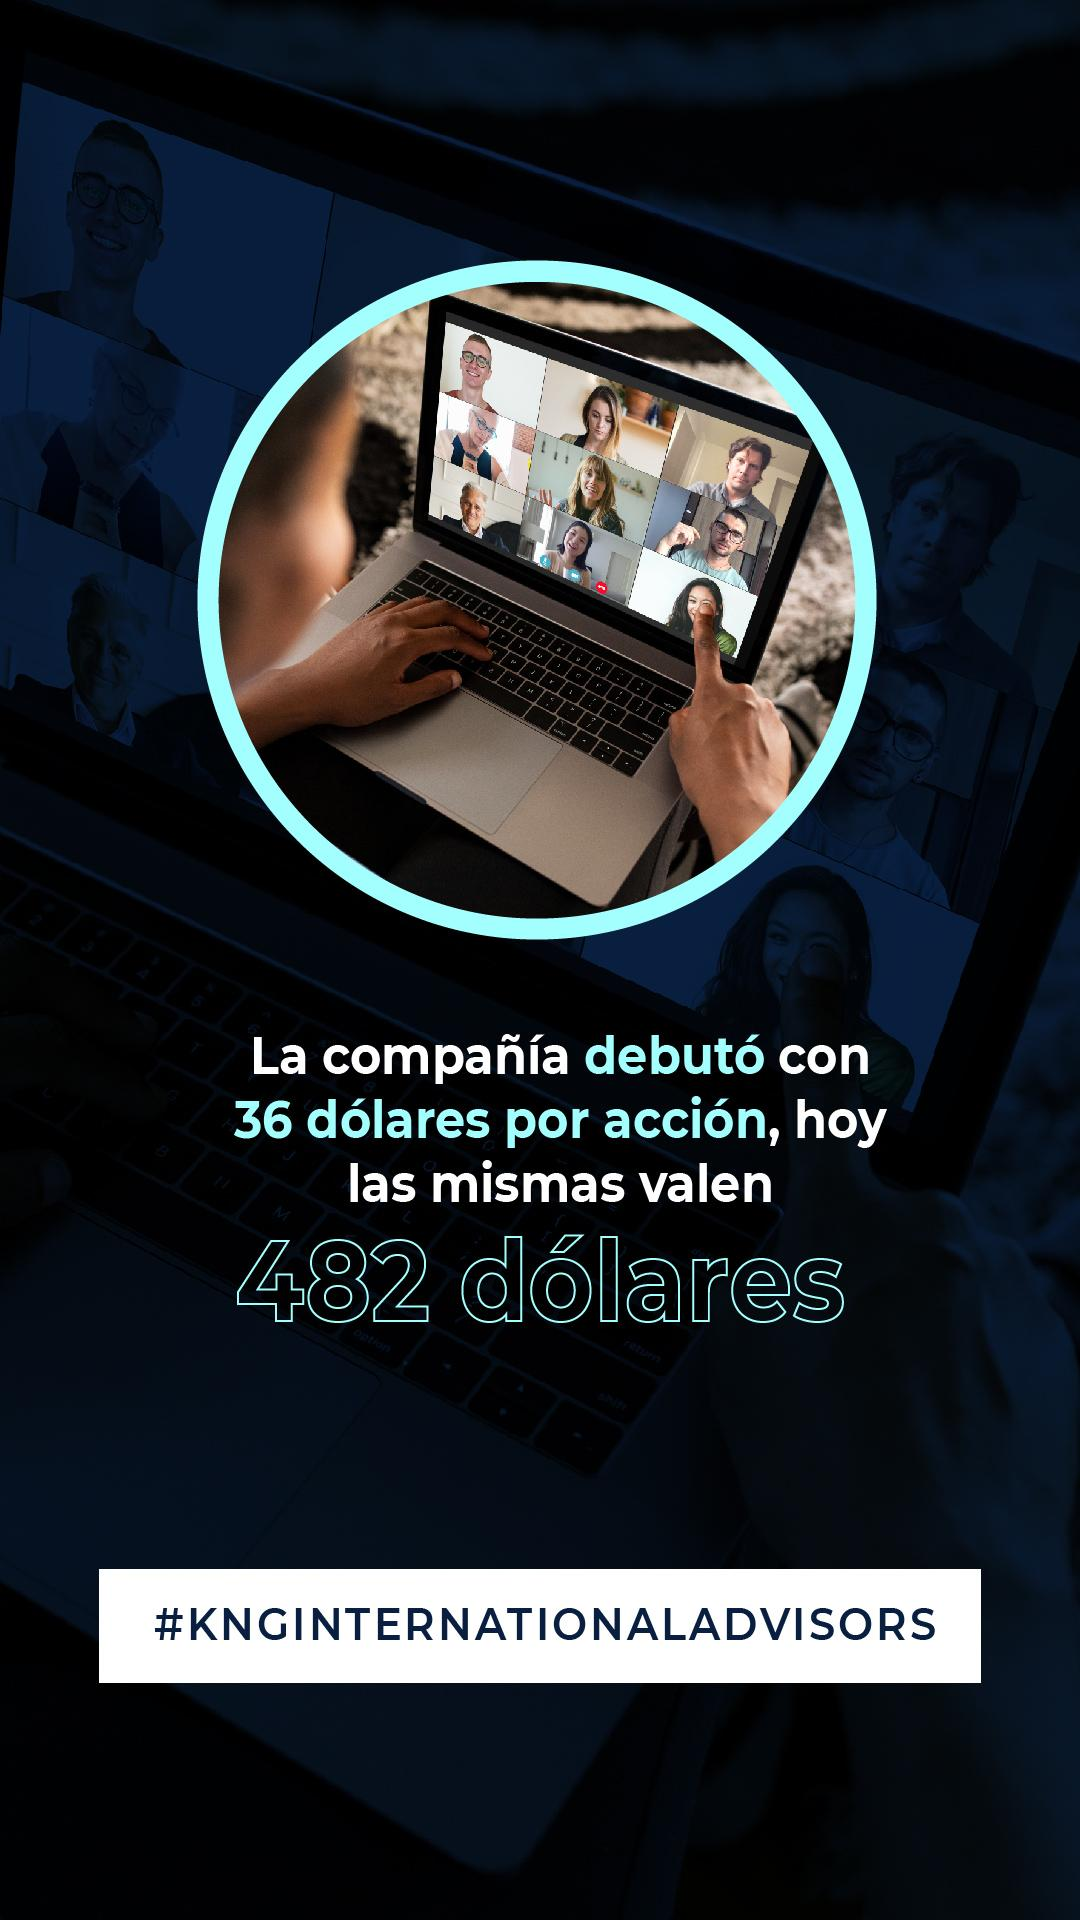 La compañía debutó con
36 dólares por acción, hoy
las mismas valen
482 dólares
#KNGINTERNATIONALADVISORS